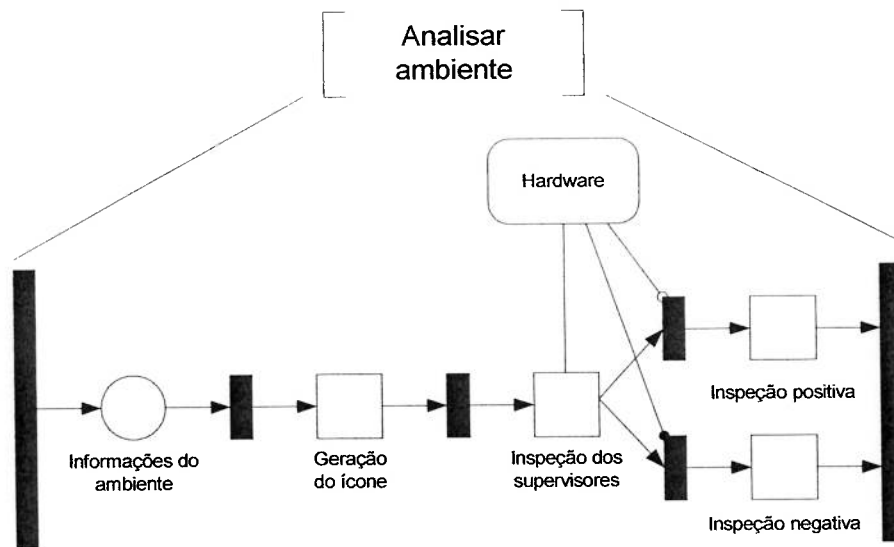 Analisar
ambiente
Hardware
Inspeção positiva
Informações do
ambiente
Geração
do ícone
Inspeção dos
supervisores
Inspeção negativa